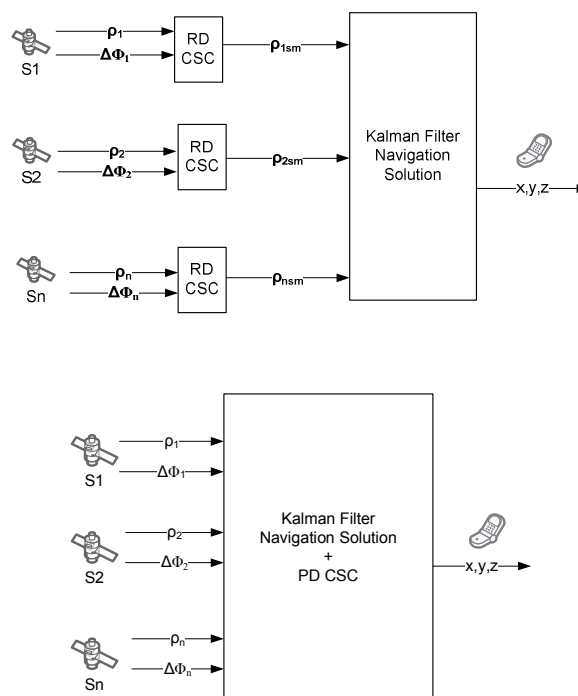 ρ1
ΔΦ1
S1
RD
CSC
ρ1sm
ρ2
ΔΦ2
S2
RD
CSC
ρ2sm
ρn
ΔΦn
Sn
RD
CSC
ρnsm
Kalman Filter
Navigation
Solution
x,y,z
ρ1
ΔΦ1
S1
ρ2
ΔΦ2
S2
ρn
ΔΦn
Sn
Kalman Filter
Navigation Solution
+
PD CSC
x,y,z